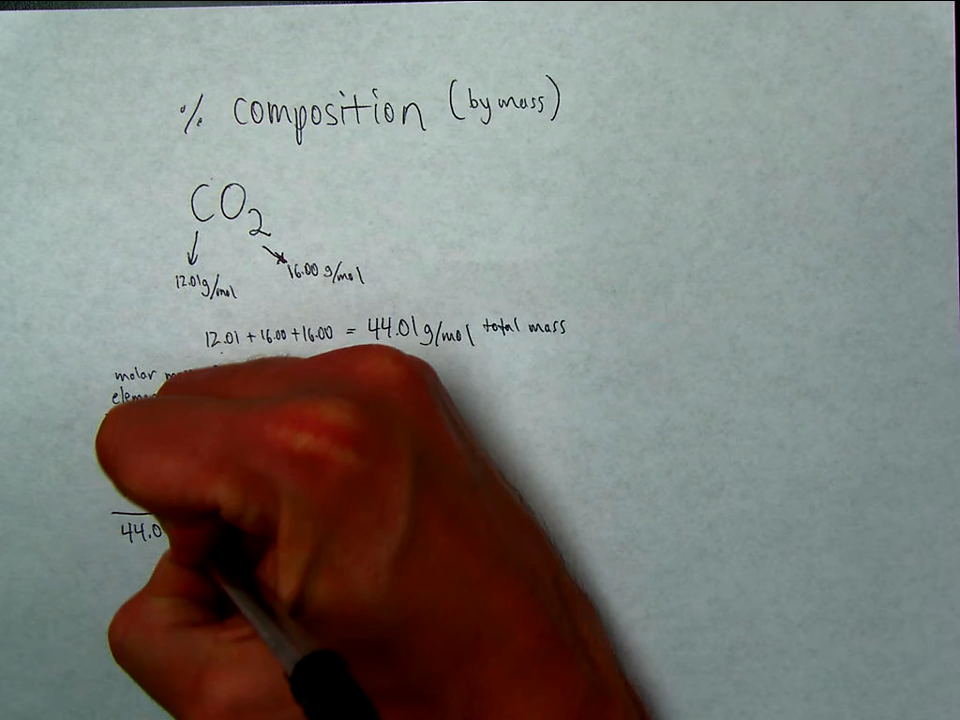 % composition (by mass)
CO2
12.01g/mol
16.00 g/mol
12.01 + 16.00 + 16.00 = 44.01g/mol total mass
molar
44.0